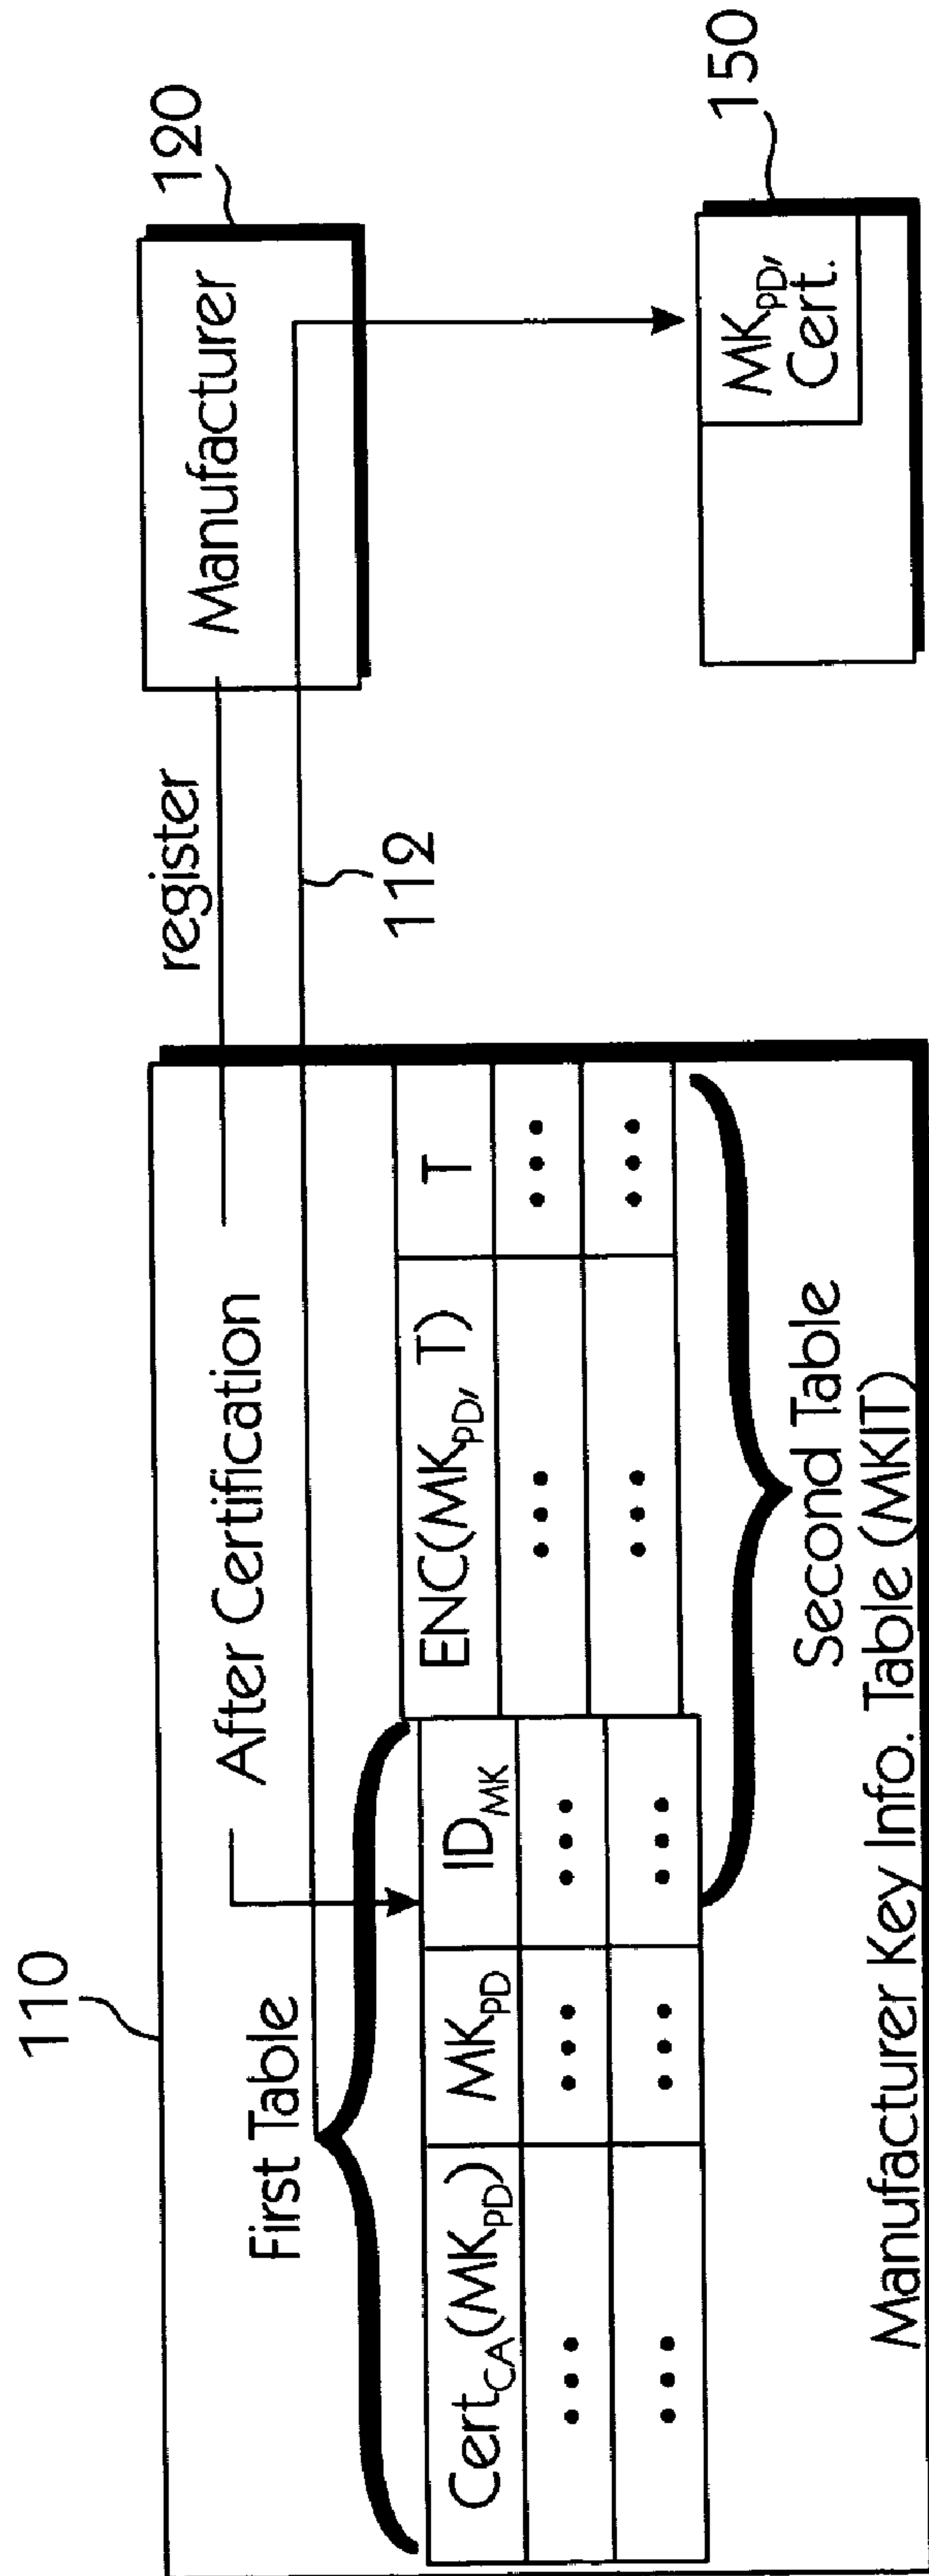 110
After Certification
First Table
Cert_CA(MK_PD)
MK_PD
ID_MK
ENC(MK_PD, T)
T
••• ••• ••• ••• •••
••• ••• ••• ••• •••
Second Table
Manufacturer Key Info. Table (MKIT)
register
112
Manufacturer
120
150
MK_PD,
Cert.